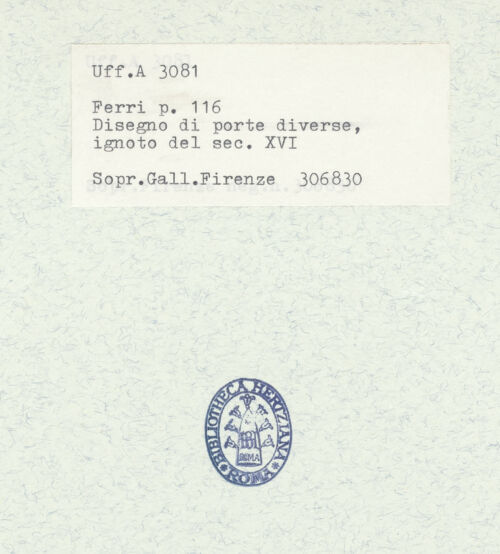 Uff.A 3081
Ferri p. 116
Disegno di porte diverse,
ignoto del sec. XVI
Sopr.Gall.Firenze 306830
BIBLIOTHECA HERTZIANA
ROMA
ROMA